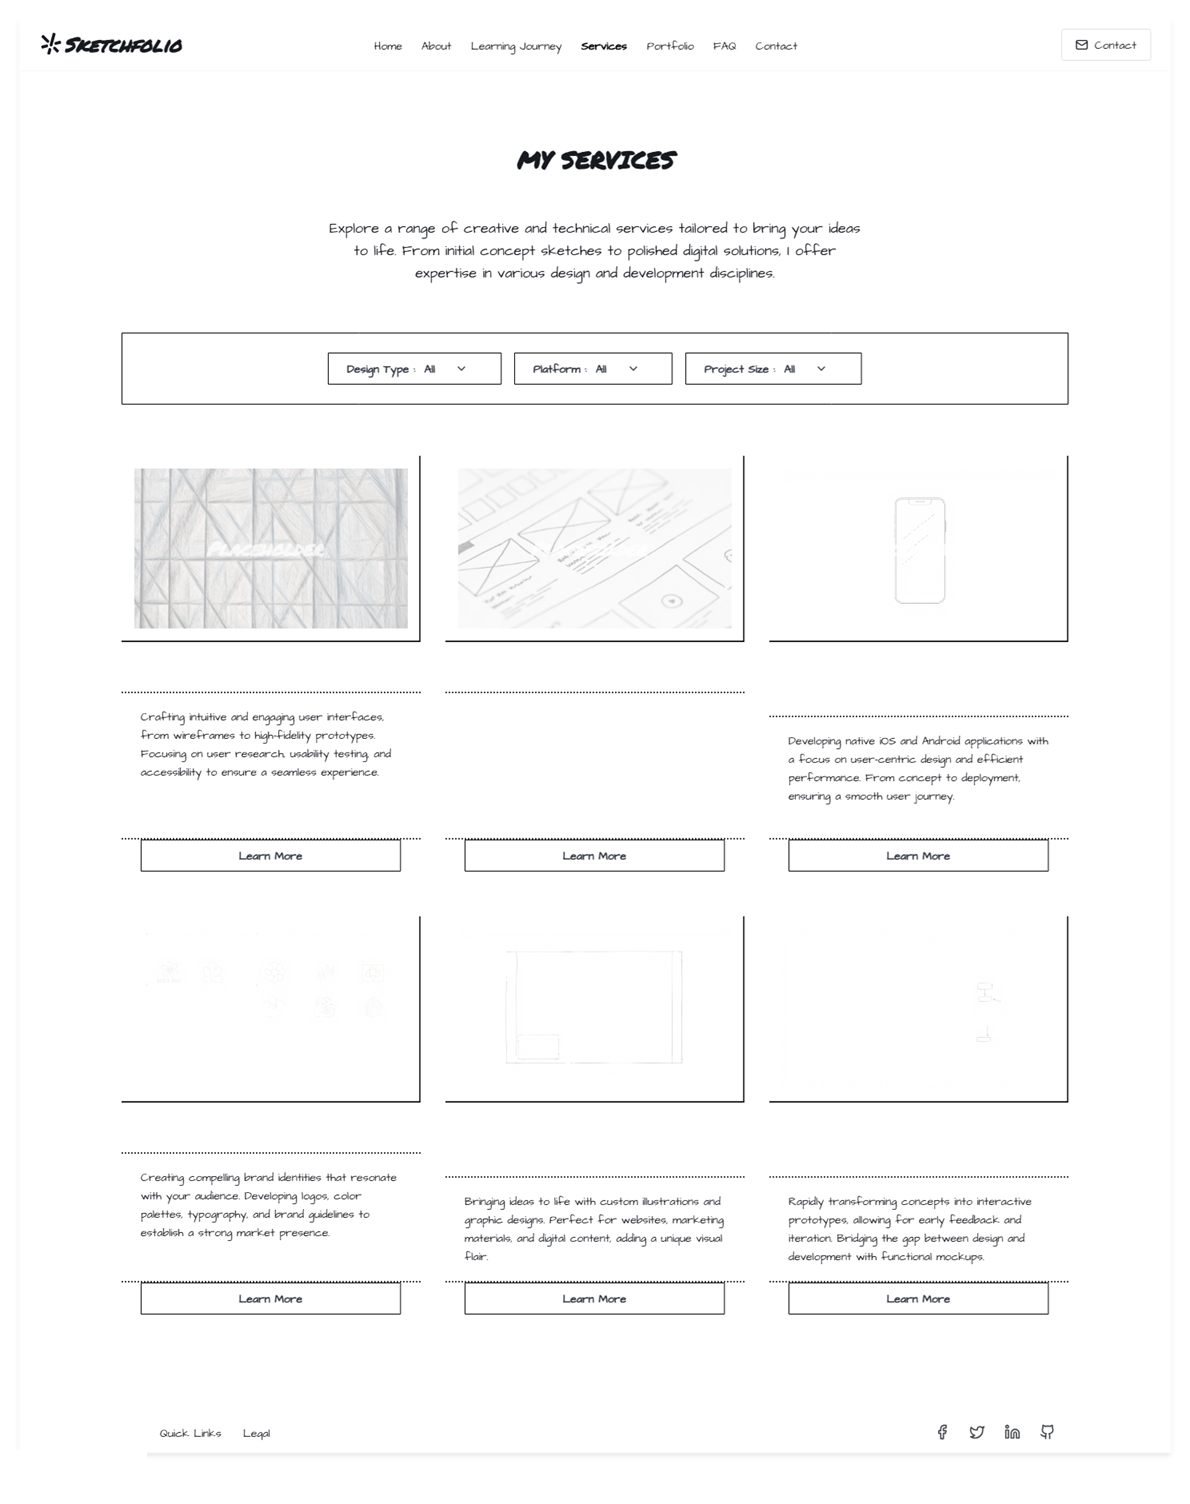 SKETCHFOLIO
Home About Learning Journey Services Portfolio FAQ Contact
Contact
MY SERVICES
Explore a range of creative and technical services tailored to bring your ideas
to life. From initial concept sketches to polished digital solutions, I offer
expertise in various design and development disciplines.
Design Type : All
Platform : All
Project Size : All
PLACEHOLDER
Crafting intuitive and engaging user interfaces,
from wireframes to high-fidelity prototypes.
Focusing on user research, usability testing, and
accessibility to ensure a seamless experience.
Learn More
Learn More
Developing native iOS and Android applications with
a focus on user-centric design and efficient
performance. From concept to deployment,
ensuring a smooth user journey.
Learn More
Creating compelling brand identities that resonate
with your audience. Developing logos, color
palettes, typography, and brand guidelines to
establish a strong market presence.
Learn More
Bringing ideas to life with custom illustrations and
graphic designs. Perfect for websites, marketing
materials, and digital content, adding a unique visual
flair.
Learn More
Rapidly transforming concepts into interactive
prototypes, allowing for early feedback and
iteration. Bridging the gap between design and
development with functional mockups.
Learn More
Quick Links Legal